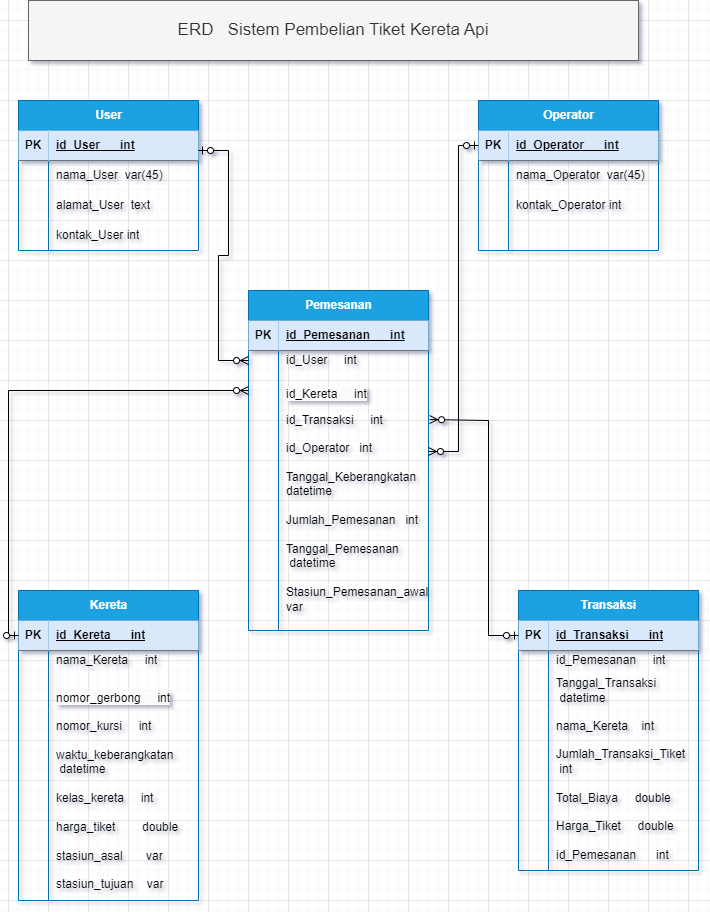 ERD Sistem Pembelian Tiket Kereta Api
User
PK id_User int
nama_User var(45)
alamat_User text
kontak_User int
Operator
PK id_Operator int
nama_Operator var(45)
kontak_Operator int
Pemesanan
PK id_Pemesanan int
id_User int
id_Kereta int
id_Transaksi int
id_Operator int
Tanggal_Keberangkatan
datetime
Jumlah_Pemesanan int
Tanggal_Pemesanan
datetime
Stasiun_Pemesanan_awal
var
Kereta
PK id_Kereta int
nama_Kereta int
nomor_gerbong int
nomor_kursi int
waktu_keberangkatan
datetime
kelas_kereta int
harga_tiket double
stasiun_asal var
stasiun_tujuan var
Transaksi
PK id_Transaksi int
id_Pemesanan int
Tanggal_Transaksi
datetime
nama_Kereta int
Jumlah_Transaksi_Tiket
int
Total_Biaya double
Harga_Tiket double
id_Pemesanan int